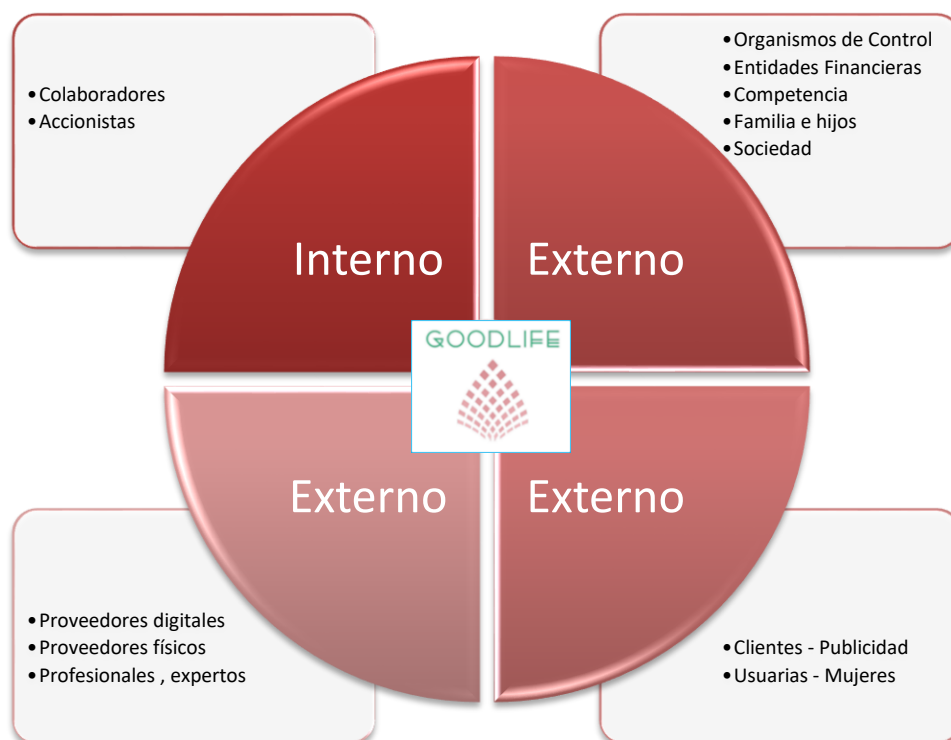 •Colaboradores
•Accionistas
•Organismos de Control
•Entidades Financieras
•Competencia
•Familia e hijos
•Sociedad
Interno
Externo
GOODLIFE
Externo
Externo
•Proveedores digitales
•Proveedores físicos
•Profesionales , expertos
•Clientes - Publicidad
•Usuarias - Mujeres